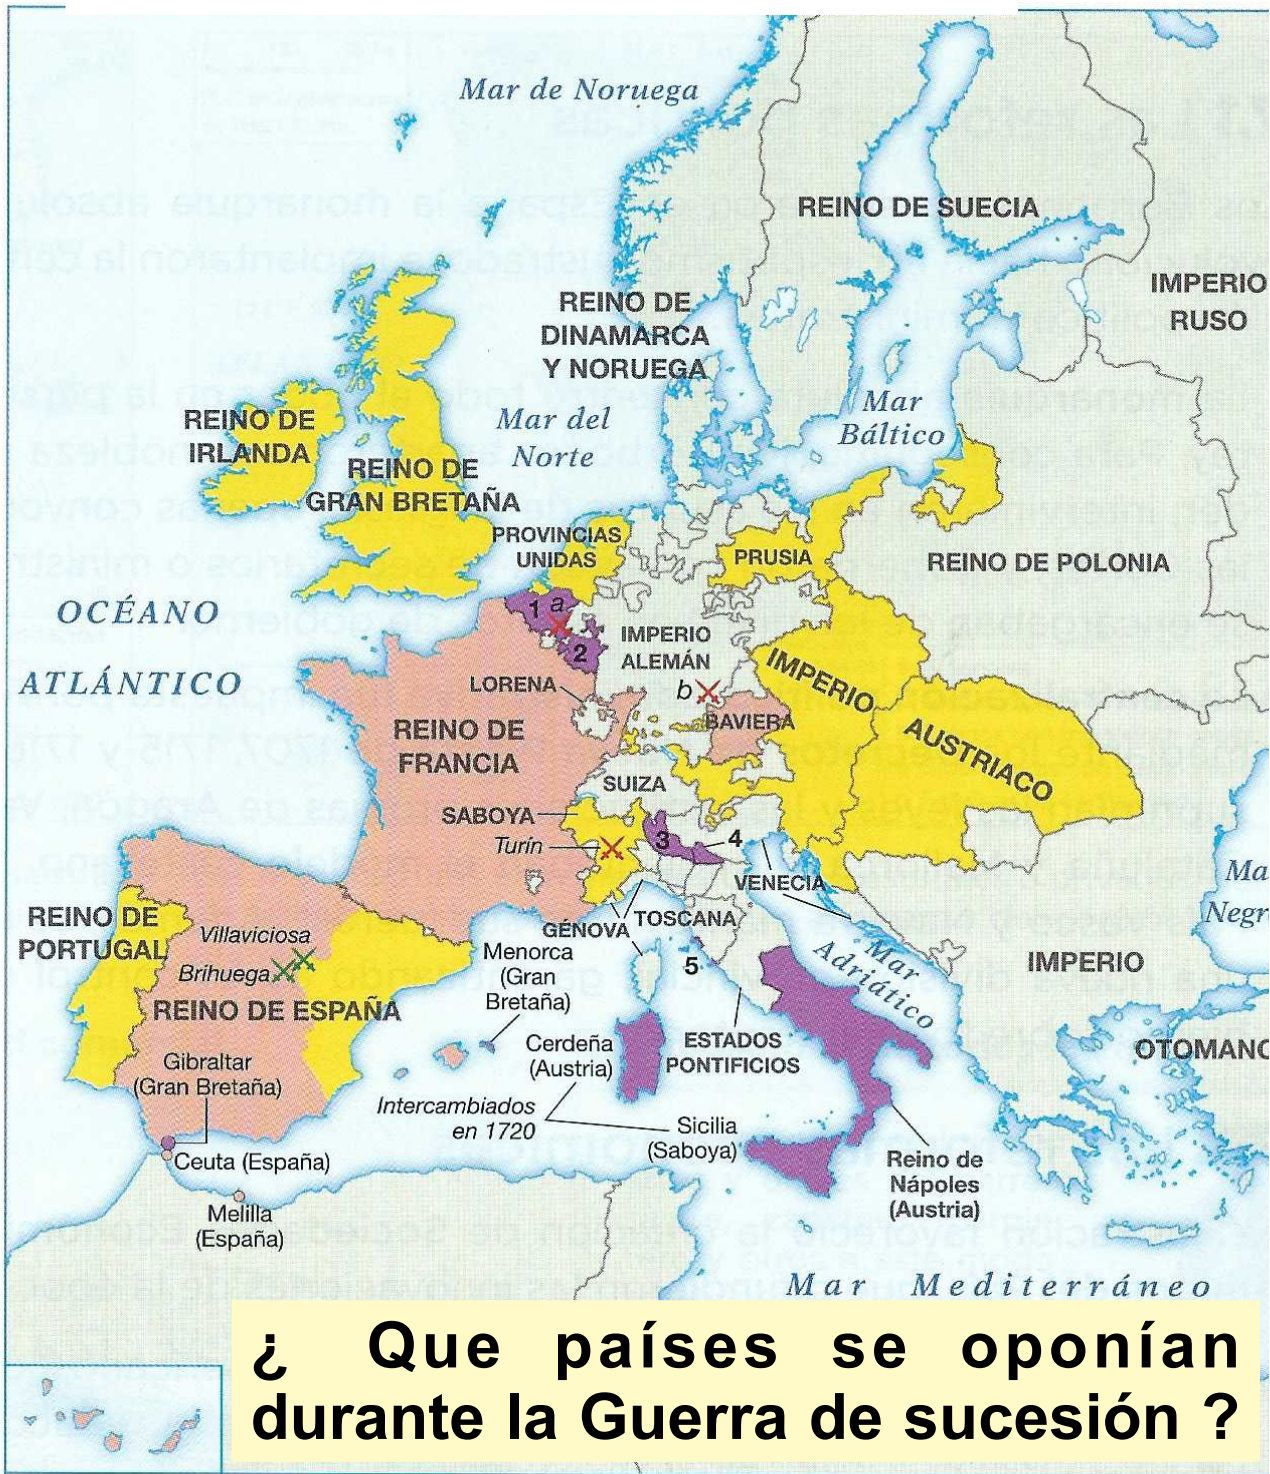 Mar de Noruega
REINO DE SUECIA
IMPERIO
RUSO
REINO DE
DINAMARCA
Y NORUEGA
Mar
Báltico
Mar del
Norte
REINO DE
IRLANDA
REINO DE
GRAN BRETAÑA
PROVINCIAS
UNIDAS
PRUSIA
REINO DE POLONIA
OCÉANO
ATLÁNTICO
1 a
2
IMPERIO
ALEMÁN
b
LORENA
BAVIERA
IMPERIO
AUSTRIACO
REINO DE
FRANCIA
SUIZA
SABOYA
Turín
3
4
VENECIA
GÉNOVA
TOSCANA
Ma
Negr
REINO DE
PORTUGAL
Villaviciosa
Brihuega
REINO DE ESPAÑA
Menorca
(Gran
Bretaña)
5
Mar
Adriático
IMPERIO
OTOMANO
Gibraltar
(Gran Bretaña)
Cerdeña
(Austria)
ESTADOS
PONTIFICIOS
Intercambiados
en 1720
Sicilia
(Saboya)
Reino de
Nápoles
(Austria)
Ceuta (España)
Melilla
(España)
Mar Mediterráneo
¿ Que países se oponían
durante la Guerra de sucesión ?